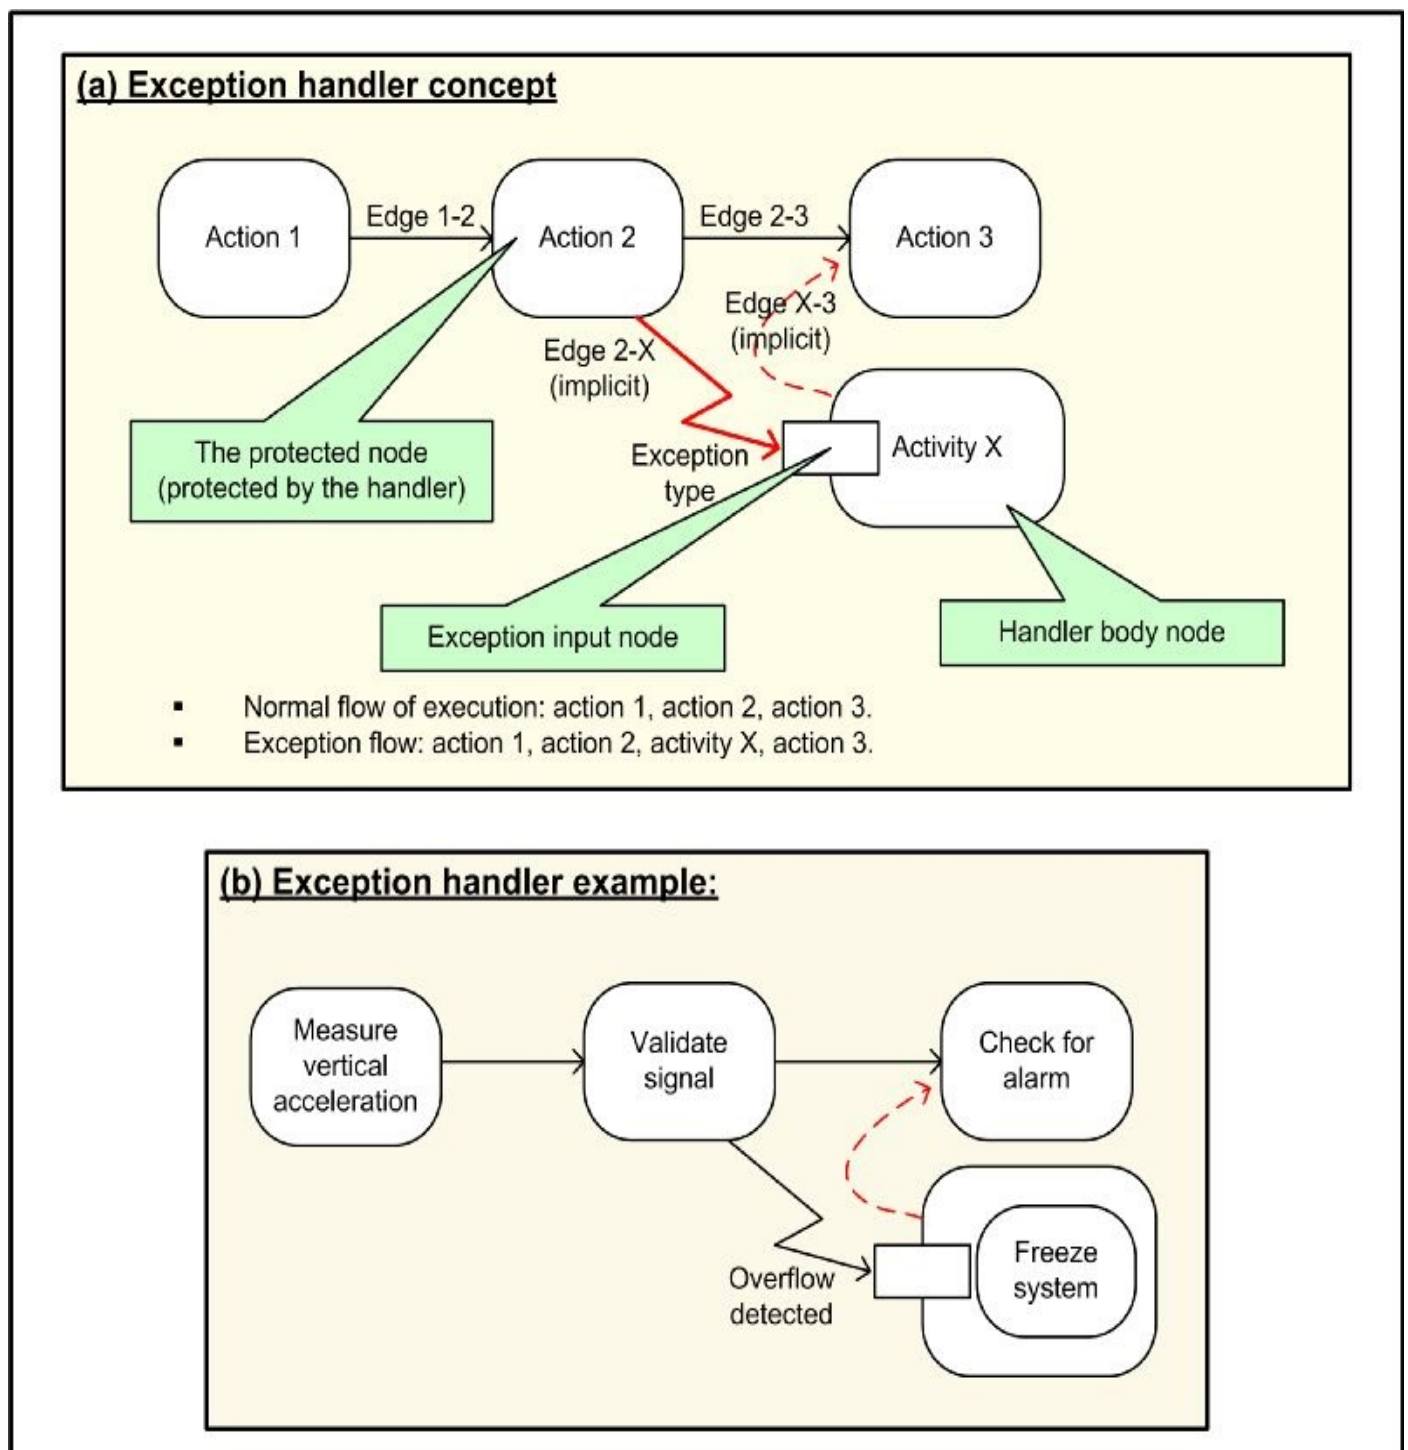 (a) Exception handler concept
Action 1
Edge 1-2
Action 2
Edge 2-3
Action 3
Edge X-3
(implicit)
Edge 2-X
(implicit)
The protected node
(protected by the handler)
Exception
type
Activity X
Exception input node
Handler body node
▪ Normal flow of execution: action 1, action 2, action 3.
▪ Exception flow: action 1, action 2, activity X, action 3.
(b) Exception handler example:
Measure
vertical
acceleration
Validate
signal
Check for
alarm
Overflow
detected
Freeze
system